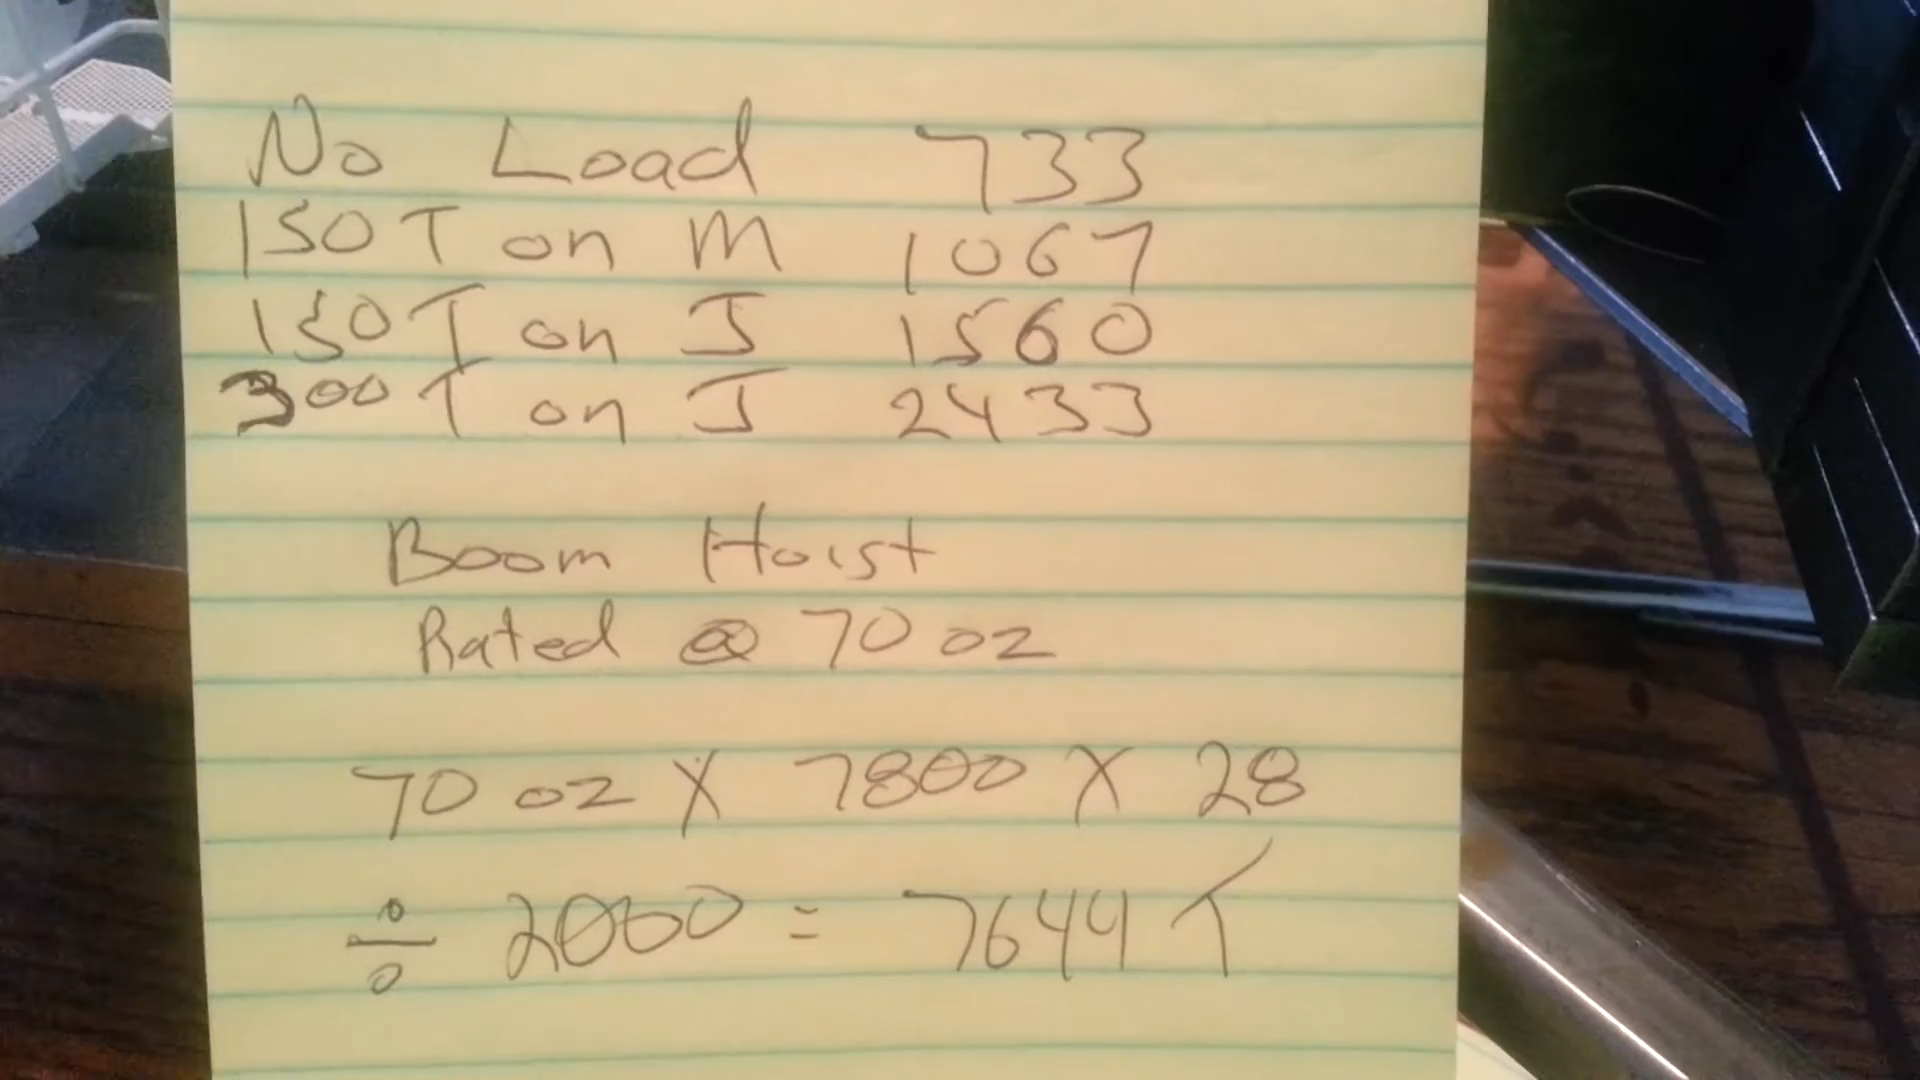 No Load 733
150T on M 1067
150T on J 1560
300T on J 2433
Boom Hoist
Rated @ 70 oz
70 oz X 7800 X 28
÷ 2000 = 7644 T